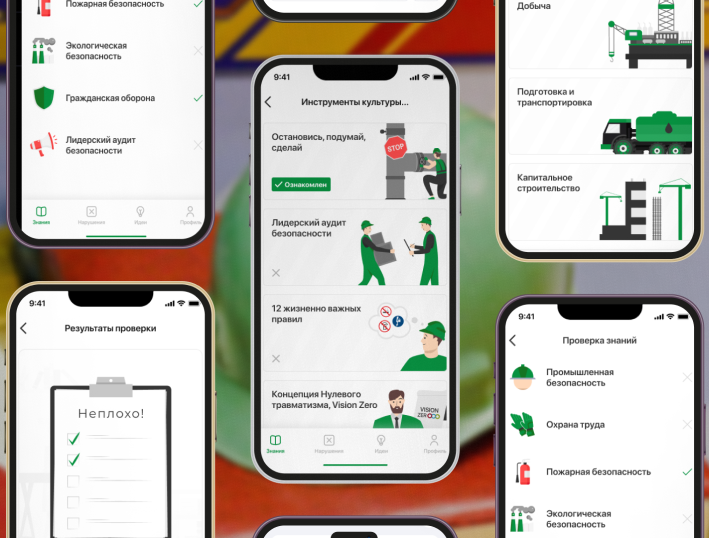 Пожарная безопасность
Экологическая
безопасность
Гражданская оборона
Лидерский аудит
безопасности
Знания
Нарушения
Идеи
Профиль
9:41
Результаты проверки
Неплохо!
9:41
Инструменты культуры...
Остановись, подумай,
сделай
STOP
Ознакомлен
Лидерский аудит
безопасности
12 жизненно важных
правил
Концепция Нулевого
травматизма, Vision Zero
VISION
ZERO
Знания
Нарушения
Идеи
Профиль
Добыча
Подготовка и
транспортировка
Капитальное
строительство
9:41
Проверка знаний
Промышленная
безопасность
Охрана труда
Пожарная безопасность
Экологическая
безопасность